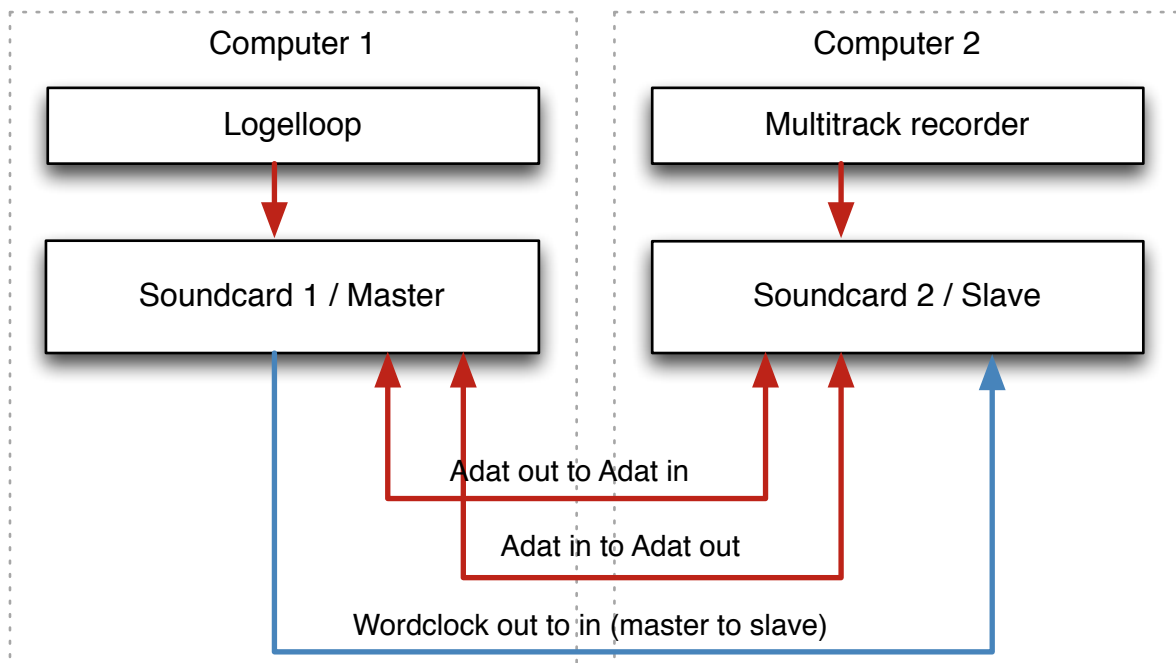 Computer 1
Computer 2
Logelloop
Multitrack recorder
Soundcard 1 / Master
Soundcard 2 / Slave
Adat out to Adat in
Adat in to Adat out
Wordclock out to in (master to slave)